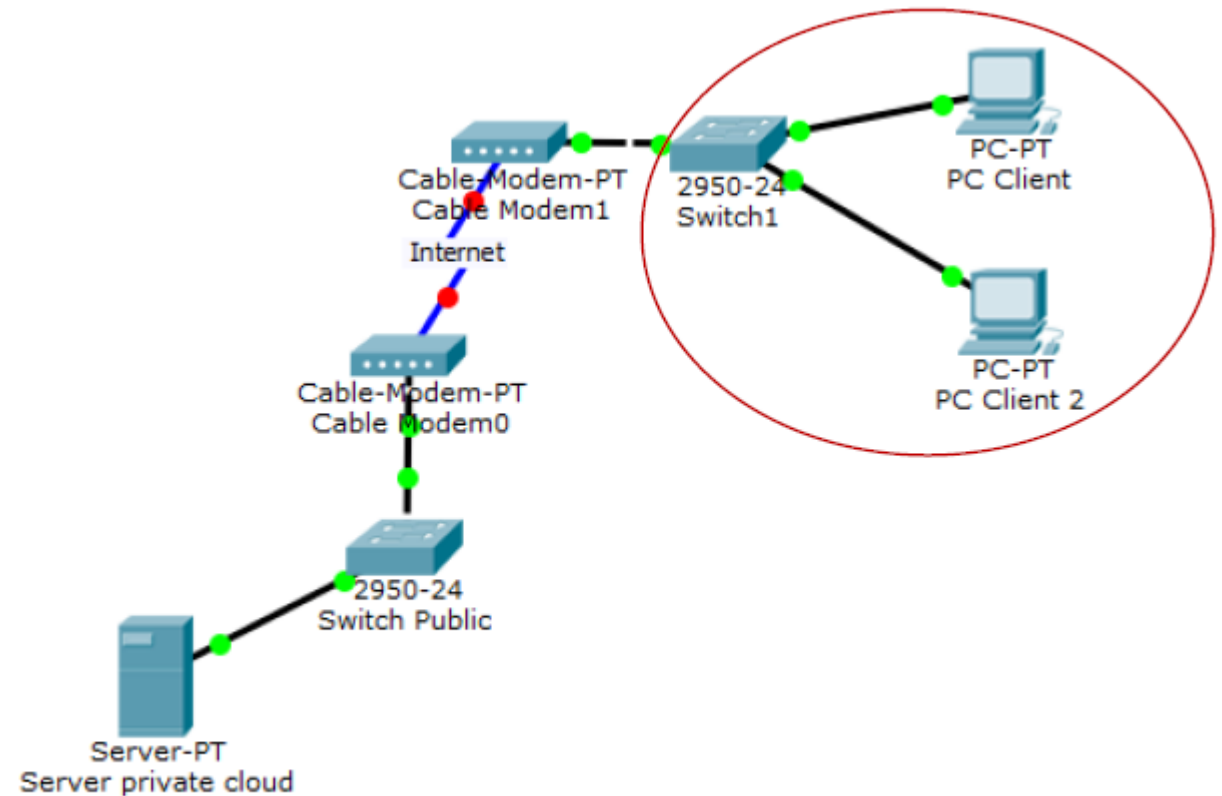 PC-PT
PC Client
Cable-Modem-PT
Cable Modem1
2950-24
Switch1
Internet
PC-PT
PC Client 2
Cable-Modem-PT
Cable Modem0
2950-24
Switch Public
Server-PT
Server private cloud